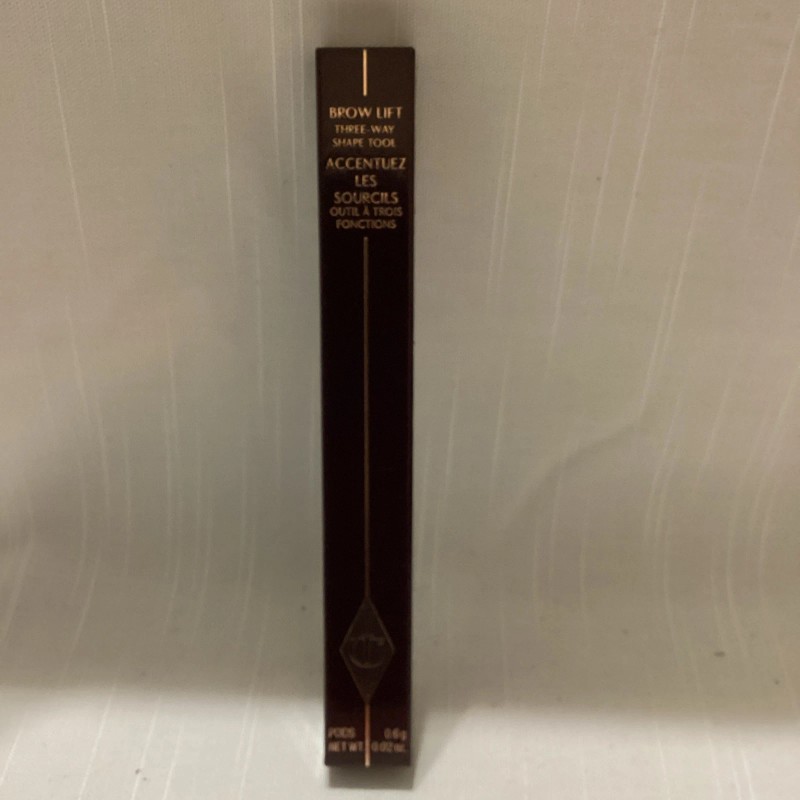 BROW LIFT
THREE-WAY
SHAPE TOOL
ACCENTUEZ
LES
SOURCILS
OUTIL À TROIS
FONCTIONS
POIDS 0.6g
NET WT. 0.02 oz.